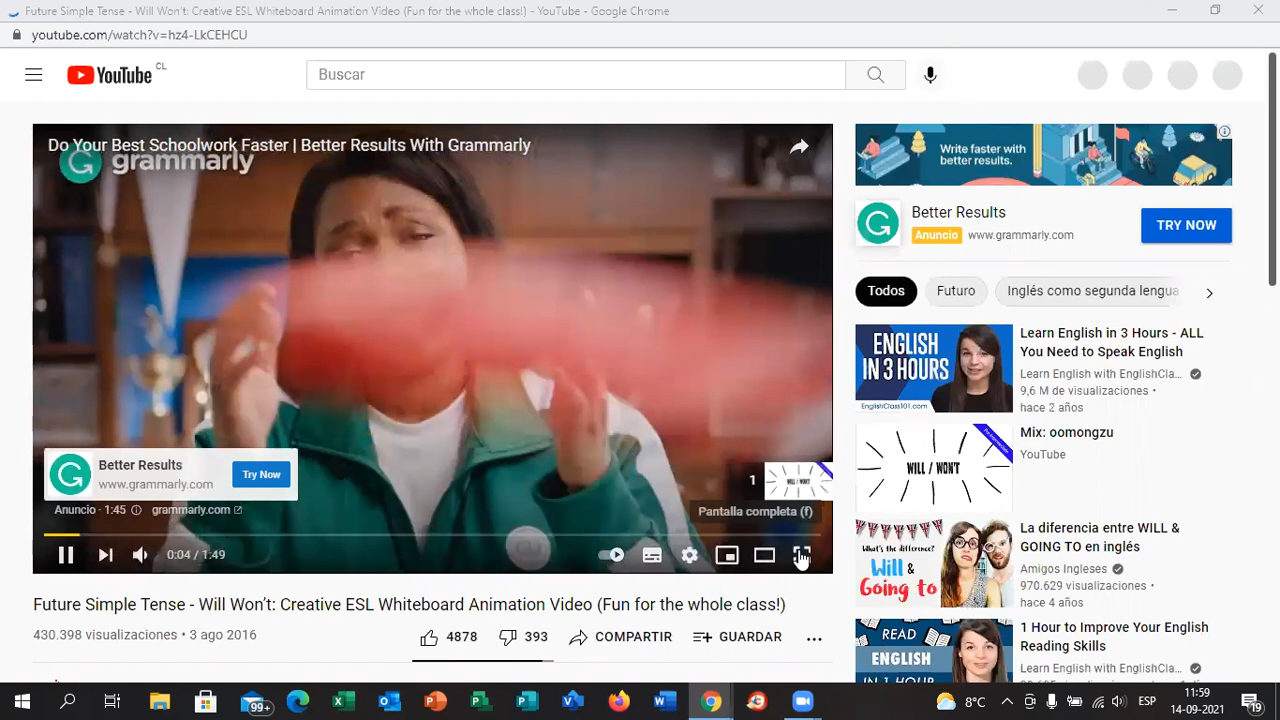 Future Simple Tense - Will Won't: Creative ESL Whiteboard Animation Video (Fun for the whole class!) - YouTube - Google Chrome
youtube.com/watch?v=hz4-LkCEHCU
YouTube CL
Buscar
Do Your Best Schoolwork Faster | Better Results With Grammarly
grammarly
Better Results
www.grammarly.com
Try Now
1
WILL / WON'T
Anuncio · 1:45
grammarly.com
Pantalla completa (f)
0:04 / 1:49
Future Simple Tense - Will Won't: Creative ESL Whiteboard Animation Video (Fun for the whole class!)
430.398 visualizaciones • 3 ago 2016
4878
393
COMPARTIR
GUARDAR
Write faster with
better results.
Better Results
Anuncio www.grammarly.com
TRY NOW
Todos
Futuro
Inglés como segunda lengua
ENGLISH
IN 3 HOURS
EnglishClass101.com
Learn English in 3 Hours - ALL
You Need to Speak English
Learn English with EnglishCla...
9,6 M de visualizaciones •
hace 2 años
WILL / WON'T
Mix: oomongzu
YouTube
What's the difference?
Will &
Going to
La diferencia entre WILL &
GOING TO en inglés
Amigos Ingleses
970.629 visualizaciones •
hace 4 años
READ
ENGLISH
IN 1 HOUR
1 Hour to Improve Your English
Reading Skills
Learn English with EnglishCla...
99+
8°C
ESP
11:59
14-09-2021
19